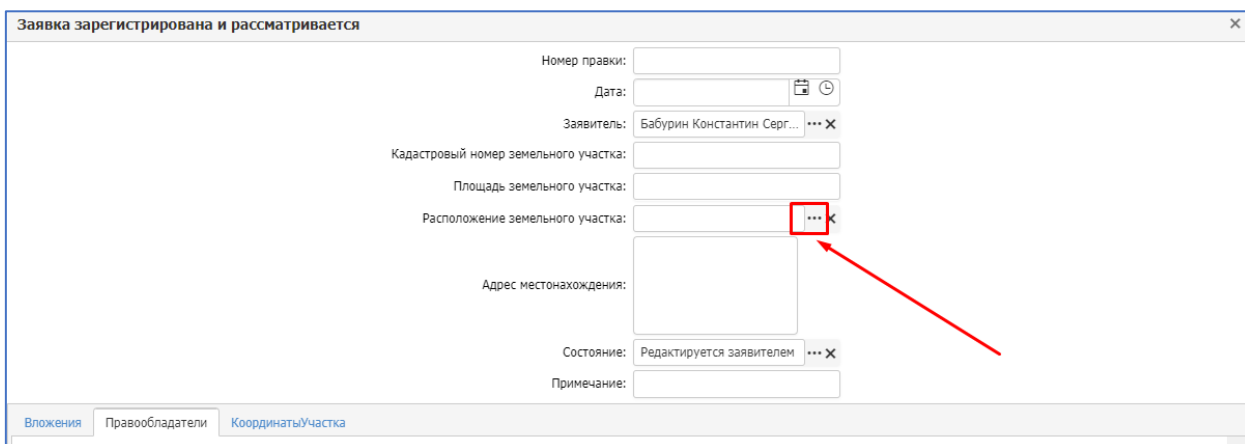 Заявка зарегистрирована и рассматривается
Номер правки:
Дата:
Заявитель: Бабурин Константин Серг...
Кадастровый номер земельного участка:
Площадь земельного участка:
Расположение земельного участка:
Адрес местонахождения:
Состояние: Редактируется заявителем
Примечание:
Вложения Правообладатели КоординатыУчастка